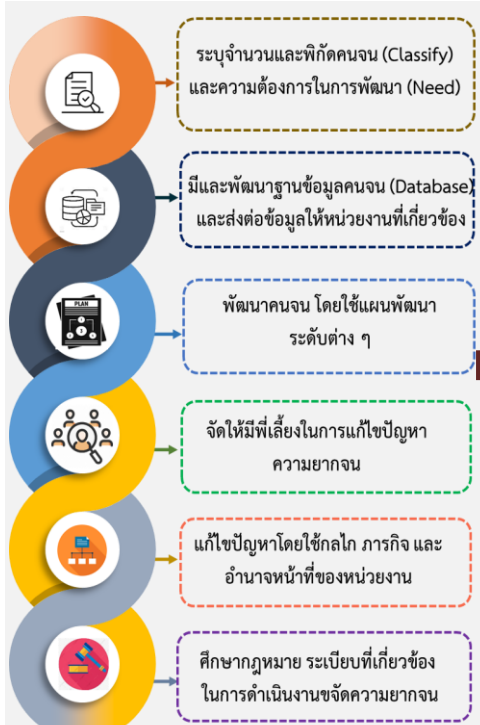 ระบุจำนวนและพิกัดคนจน (Classify)
และความต้องการในการพัฒนา (Need)
มีและพัฒนาฐานข้อมูลคนจน (Database)
และส่งต่อข้อมูลให้หน่วยงานที่เกี่ยวข้อง
PLAN
พัฒนาคนจน โดยใช้แผนพัฒนา
ระดับต่าง ๆ
จัดให้มีพี่เลี้ยงในการแก้ไขปัญหา
ความยากจน
แก้ไขปัญหาโดยใช้กลไก ภารกิจ และ
อำนาจหน้าที่ของหน่วยงาน
ศึกษากฎหมาย ระเบียบที่เกี่ยวข้อง
ในการดำเนินงานขจัดความยากจน